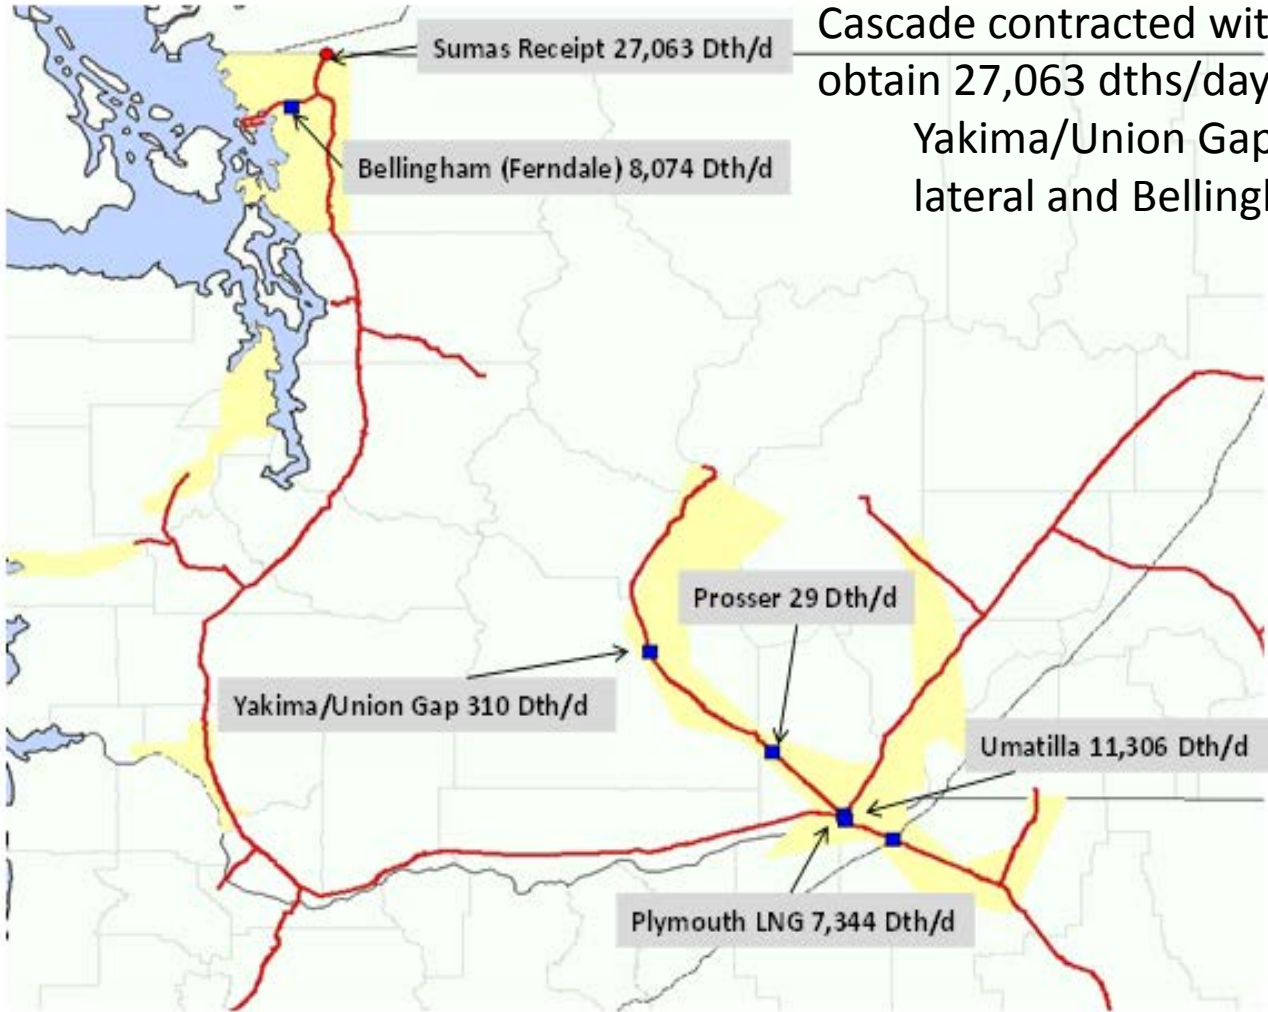 Cascade contracted wit
Sumas Receipt 27,063 Dth/d
obtain 27,063 dths/day
Yakima/Union Gap
Bellingham (Ferndale) 8,074 Dth/d
lateral and Bellingh
Prosser 29 Dth/d
Yakima/Union Gap 310 Dth/d
Umatilla 11,306 Dth/d
Plymouth LNG 7,344 Dth/d